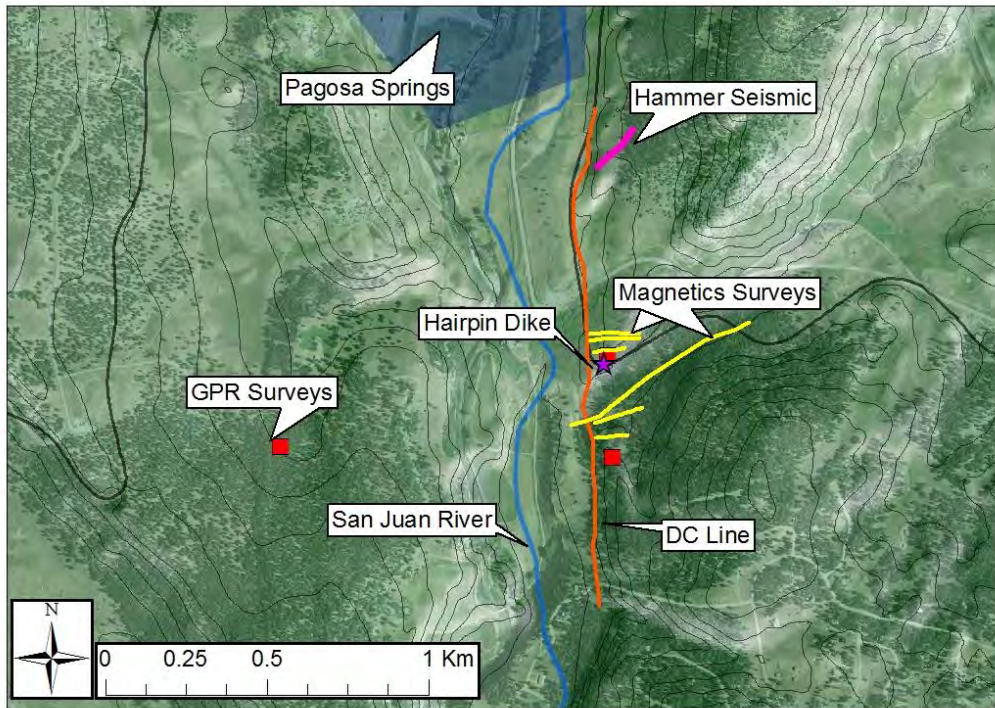 Pagosa Springs
Hammer Seismic
Magnetics Surveys
Hairpin Dike
GPR Surveys
San Juan River
DC Line
N
0 0.25 0.5 1 Km